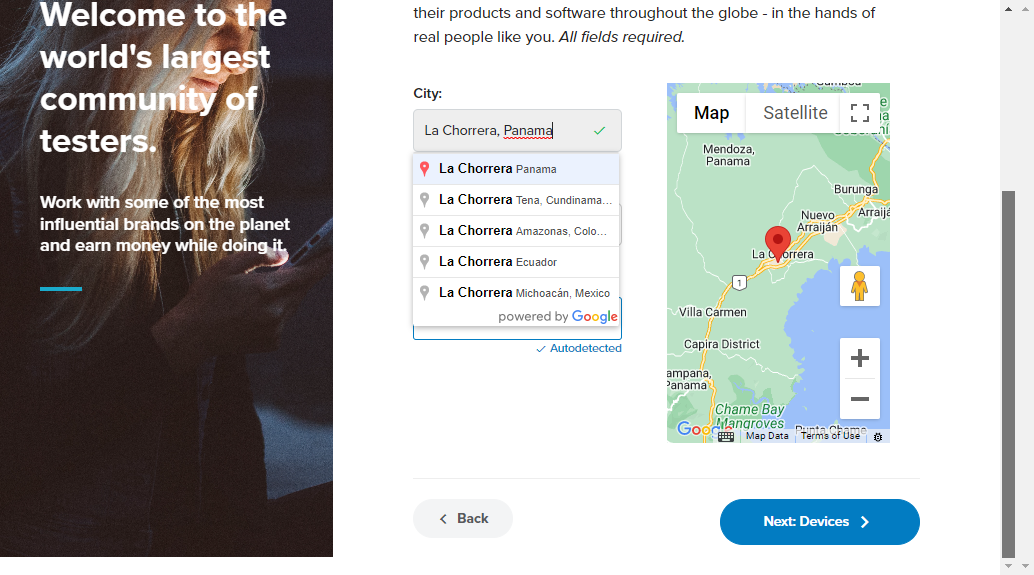 Welcome to the
world's largest
community of
testers.
Work with some of the most
influential brands on the planet
and earn money while doing it.
their products and software throughout the globe - in the hands of
real people like you. All fields required.
City:
La Chorrera, Panama
La Chorrera Panama
La Chorrera Tena, Cundinama...
La Chorrera Amazonas, Colo...
La Chorrera Ecuador
La Chorrera Michoacán, Mexico
powered by Google
Autodetected
Map
Satellite
Mendoza,
Panama
Burunga
Nuevo
Arraiján
Arraij
La Chorrera
1
Villa Carmen
Capira District
ampana,
Panama
Chame Bay
Mangroves
Punta Chame
Google
Map Data
Terms of Use
Back
Next: Devices